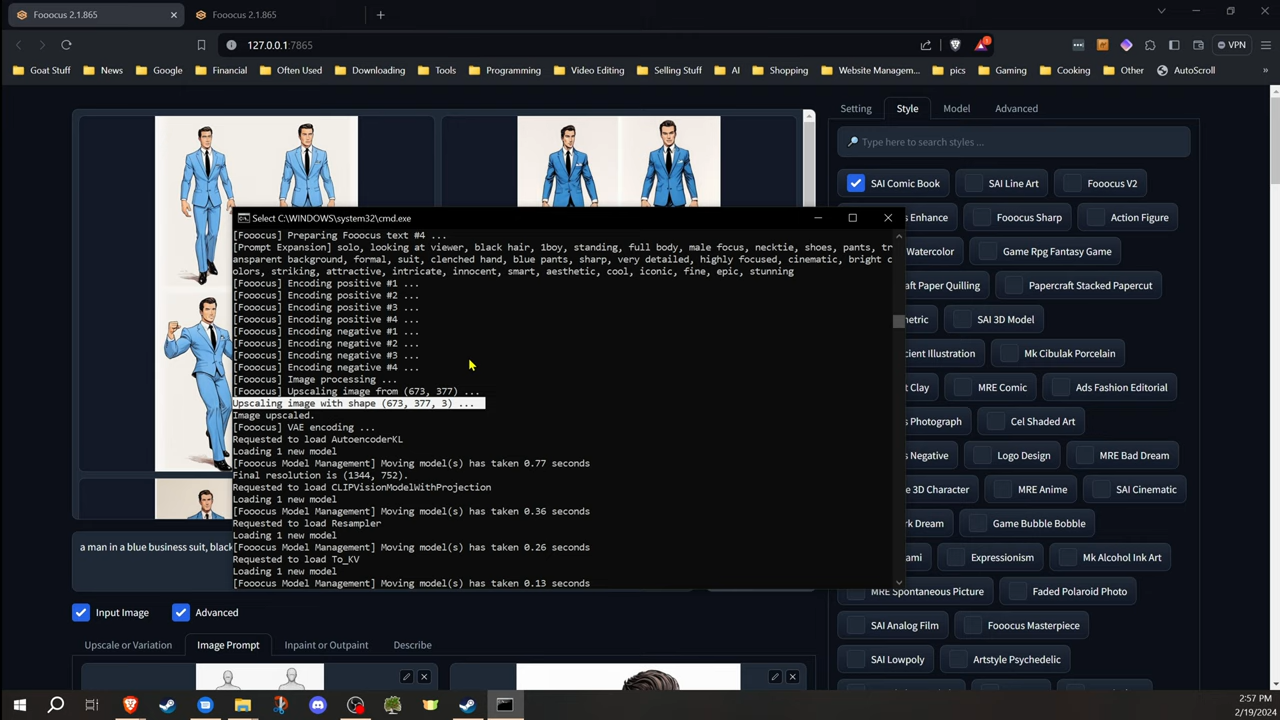 Fooocus 2.1.865
Fooocus 2.1.865
127.0.0.1:7865
VPN
Goat Stuff
News
Google
Financial
Often Used
Downloading
Tools
Programming
Video Editing
Selling Stuff
AI
Shopping
Website Managem...
pics
Gaming
Cooking
Other
AutoScroll
Setting
Style
Model
Advanced
Type here to search styles ...
SAI Comic Book
SAI Line Art
Fooocus V2
Enhance
Fooocus Sharp
Action Figure
Watercolor
Game Rpg Fantasy Game
aft Paper Quilling
Papercraft Stacked Papercut
metric
SAI 3D Model
cient Illustration
Mk Cibulak Porcelain
t Clay
MRE Comic
Ads Fashion Editorial
Photograph
Cel Shaded Art
Negative
Logo Design
MRE Bad Dream
e 3D Character
MRE Anime
SAI Cinematic
rk Dream
Game Bubble Bobble
ami
Expressionism
Mk Alcohol Ink Art
MRE Spontaneous Picture
Faded Polaroid Photo
SAI Analog Film
Fooocus Masterpiece
SAI Lowpoly
Artstyle Psychedelic
Select C:\WINDOWS\system32\cmd.exe
[Fooocus] Preparing Fooocus text #4 ...
[Prompt Expansion] solo, looking at viewer, black hair, 1boy, standing, full body, male focus, necktie, shoes, pants, tr
ansparent background, formal, suit, clenched hand, blue pants, sharp, very detailed, highly focused, cinematic, bright c
olors, striking, attractive, intricate, innocent, smart, aesthetic, cool, iconic, fine, epic, stunning
[Fooocus] Encoding positive #1 ...
[Fooocus] Encoding positive #2 ...
[Fooocus] Encoding positive #3 ...
[Fooocus] Encoding positive #4 ...
[Fooocus] Encoding negative #1 ...
[Fooocus] Encoding negative #2 ...
[Fooocus] Encoding negative #3 ...
[Fooocus] Encoding negative #4 ...
[Fooocus] Image processing ...
[Fooocus] Upscaling image from (673, 377) ...
Upscaling image with shape (673, 377, 3) ...
Image upscaled.
[Fooocus] VAE encoding ...
Requested to load AutoencoderKL
Loading 1 new model
[Fooocus Model Management] Moving model(s) has taken 0.77 seconds
Final resolution is (1344, 752).
Requested to load CLIPVisionModelWithProjection
Loading 1 new model
[Fooocus Model Management] Moving model(s) has taken 0.36 seconds
Requested to load Resampler
Loading 1 new model
[Fooocus Model Management] Moving model(s) has taken 0.26 seconds
Requested to load To_KV
Loading 1 new model
[Fooocus Model Management] Moving model(s) has taken 0.13 seconds
a man in a blue business suit, black
Input Image
Advanced
Upscale or Variation
Image Prompt
Inpaint or Outpaint
Describe
2:57 PM
2/19/2024